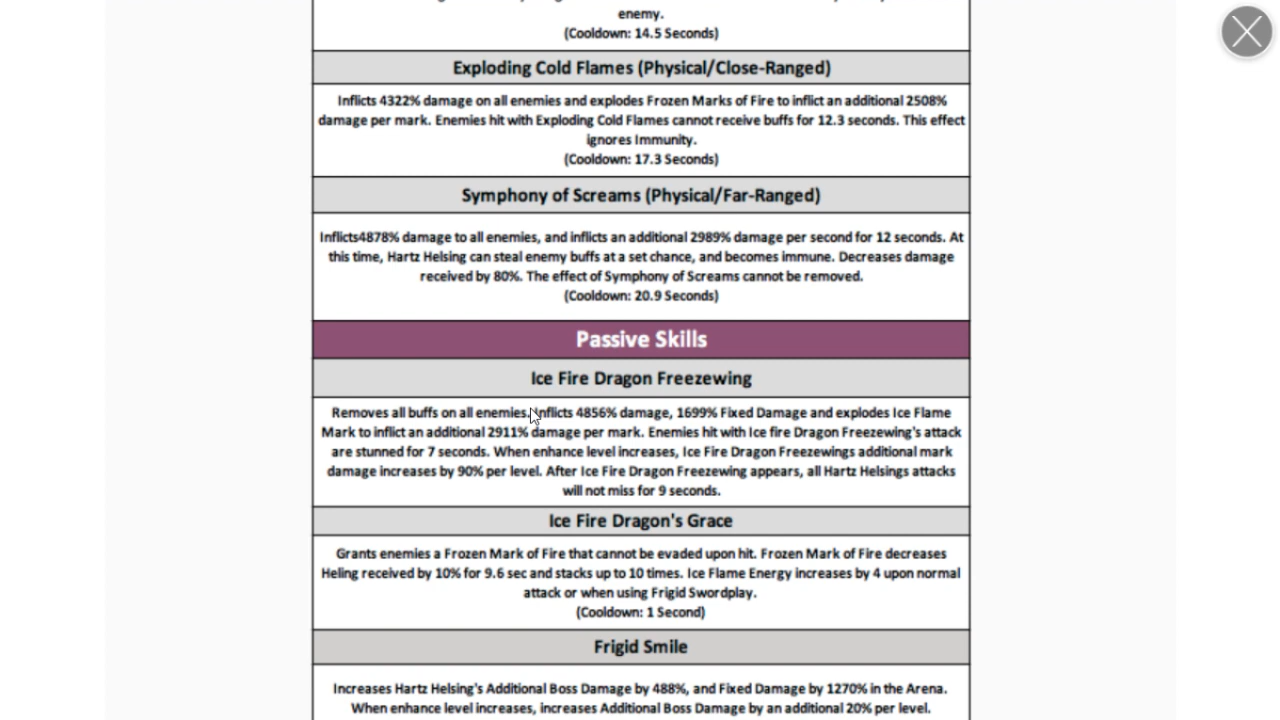 enemy.
(Cooldown: 14.5 Seconds)
Exploding Cold Flames (Physical/Close-Ranged)
Inflicts 4322% damage on all enemies and explodes Frozen Marks of Fire to inflict an additional 2508%
damage per mark. Enemies hit with Exploding Cold Flames cannot receive buffs for 12.3 seconds. This effect
ignores Immunity.
(Cooldown: 17.3 Seconds)
Symphony of Screams (Physical/Far-Ranged)
Inflicts4878% damage to all enemies, and inflicts an additional 2989% damage per second for 12 seconds. At
this time, Hartz Helsing can steal enemy buffs at a set chance, and becomes immune. Decreases damage
received by 80%. The effect of Symphony of Screams cannot be removed.
(Cooldown: 20.9 Seconds)
Passive Skills
Ice Fire Dragon Freezewing
Removes all buffs on all enemies. Inflicts 4856% damage, 1699% Fixed Damage and explodes Ice Flame
Mark to inflict an additional 2911% damage per mark. Enemies hit with Ice fire Dragon Freezewing's attack
are stunned for 7 seconds. When enhance level increases, Ice Fire Dragon Freezewings additional mark
damage increases by 90% per level. After Ice Fire Dragon Freezewing appears, all Hartz Helsings attacks
will not miss for 9 seconds.
Ice Fire Dragon's Grace
Grants enemies a Frozen Mark of Fire that cannot be evaded upon hit. Frozen Mark of Fire decreases
Heling received by 10% for 9.6 sec and stacks up to 10 times. Ice Flame Energy increases by 4 upon normal
attack or when using Frigid Swordplay.
(Cooldown: 1 Second)
Frigid Smile
Increases Hartz Helsing's Additional Boss Damage by 488%, and Fixed Damage by 1270% in the Arena.
When enhance level increases, increases Additional Boss Damage by an additional 20% per level.